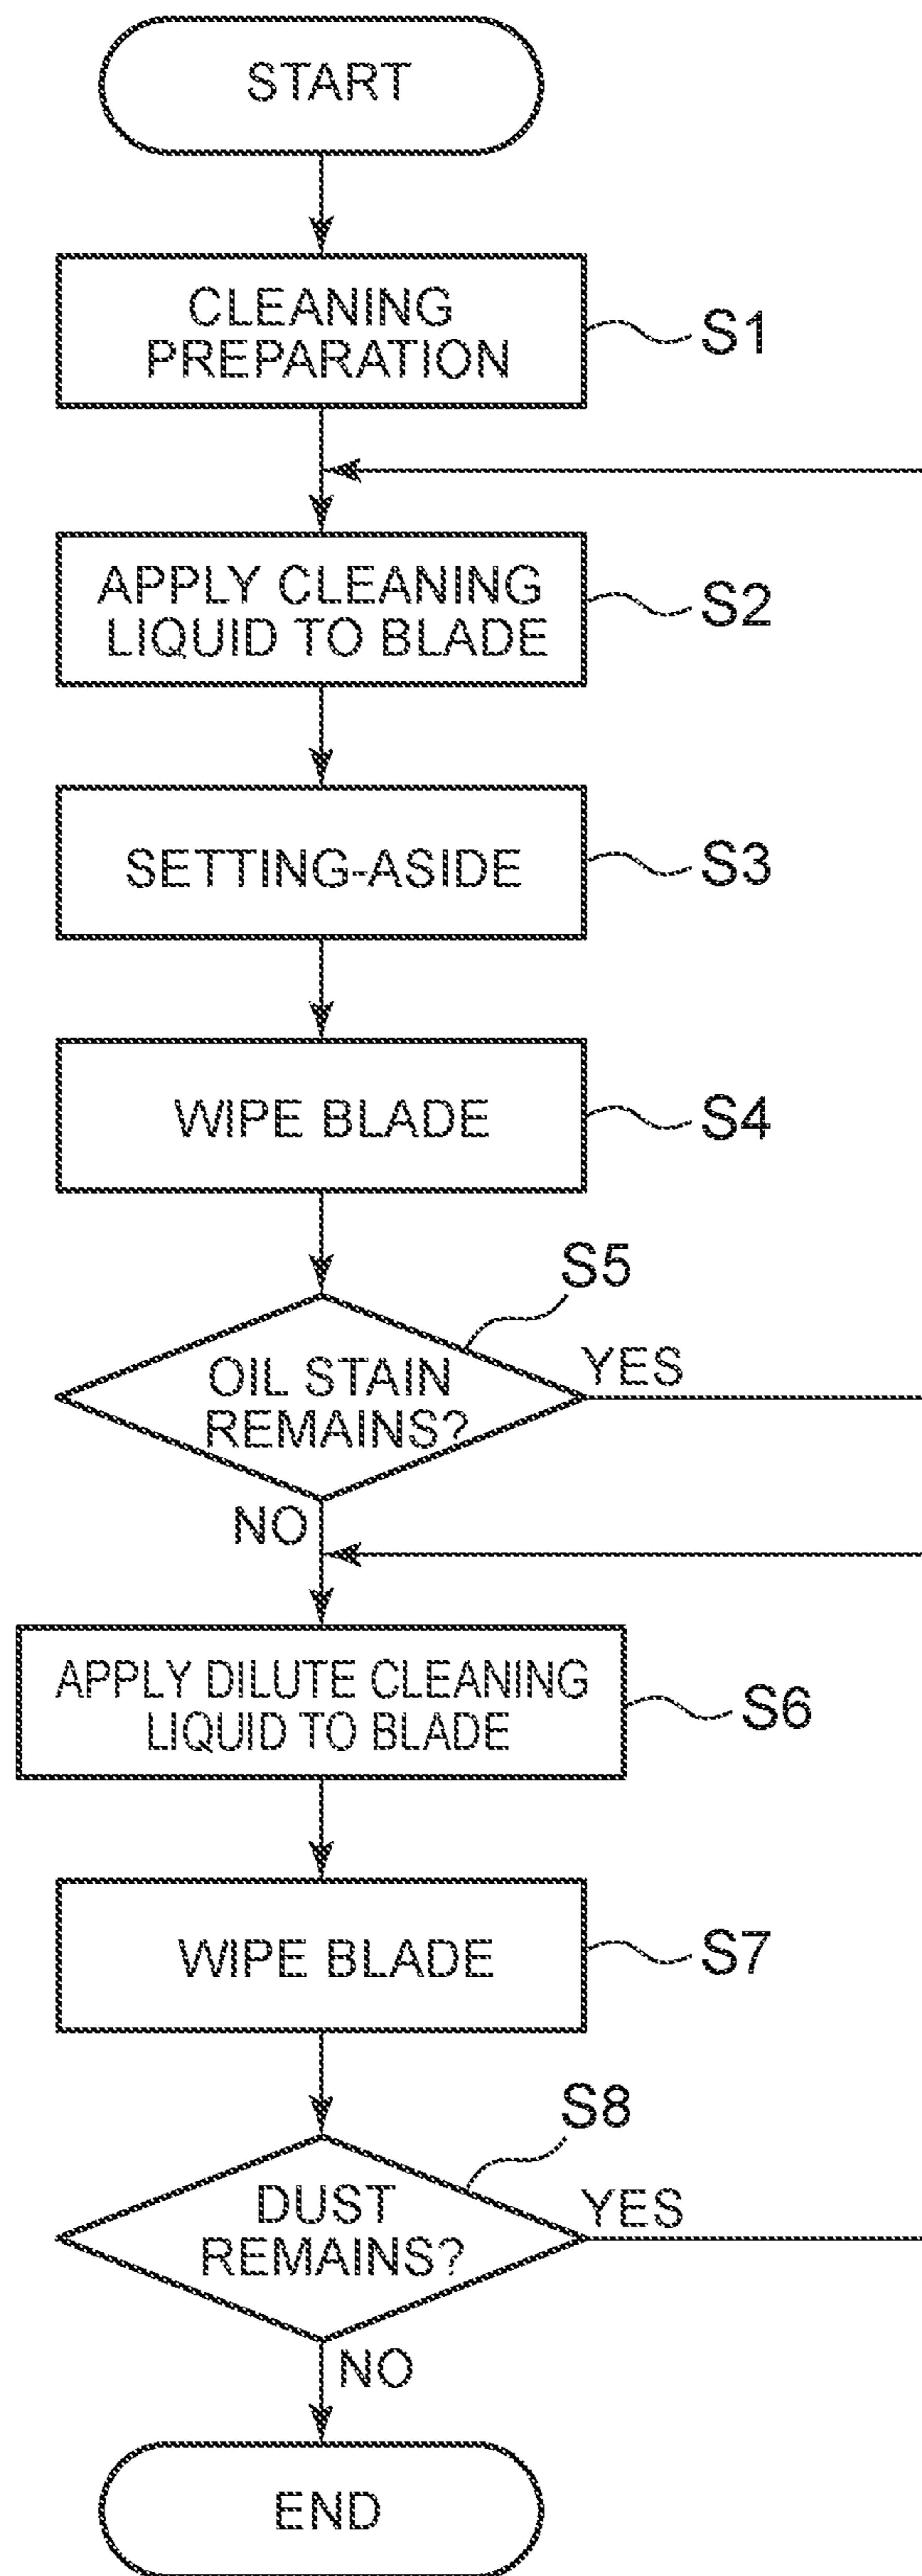 START
CLEANING
PREPARATION
S1
APPLY CLEANING
LIQUID TO BLADE
S2
SETTING-ASIDE
S3
WIPE BLADE
S4
S5
OIL STAIN
REMAINS?
YES
NO
APPLY DILUTE CLEANING
LIQUID TO BLADE
S6
WIPE BLADE
S7
S8
DUST
REMAINS?
YES
NO
END